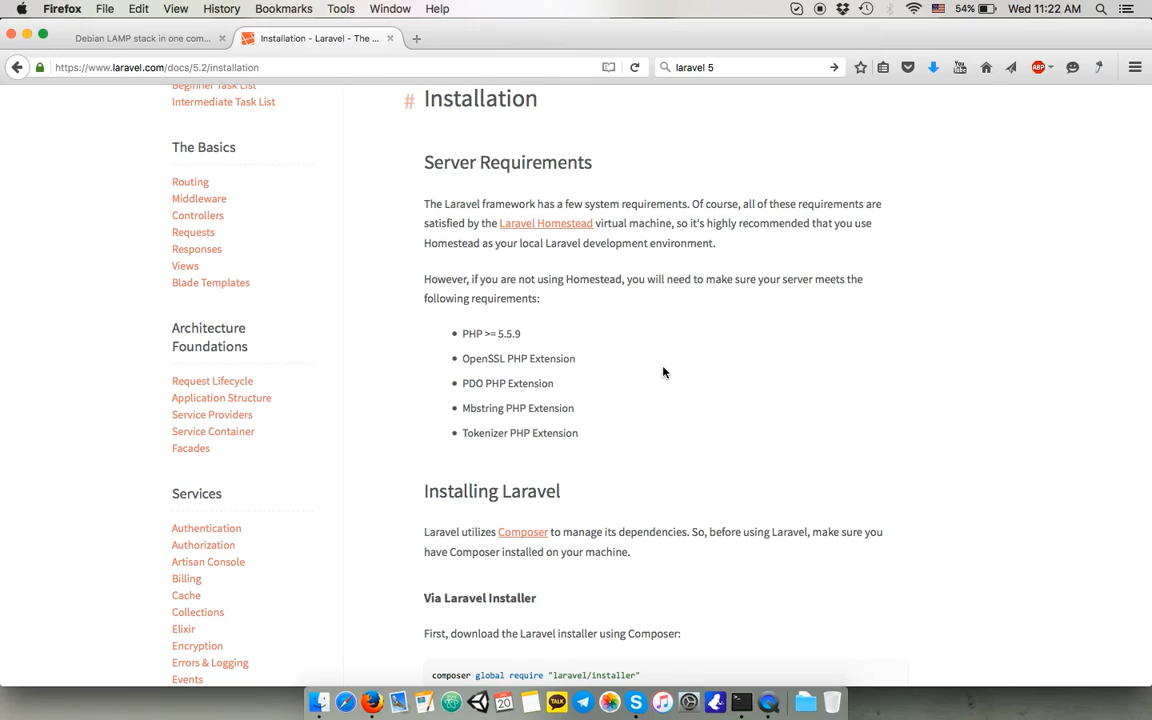 Firefox File Edit View History Bookmarks Tools Window Help 54% Wed 11:22 AM
Debian LAMP stack in one com... Installation - Laravel - The ...
https://www.laravel.com/docs/5.2/installation laravel 5
Beginner Task List
Intermediate Task List
The Basics
Routing
Middleware
Controllers
Requests
Responses
Views
Blade Templates
Architecture
Foundations
Request Lifecycle
Application Structure
Service Providers
Service Container
Facades
Services
Authentication
Authorization
Artisan Console
Billing
Cache
Collections
Elixir
Encryption
Errors & Logging
Events
# Installation
Server Requirements
The Laravel framework has a few system requirements. Of course, all of these requirements are
satisfied by the Laravel Homestead virtual machine, so it's highly recommended that you use
Homestead as your local Laravel development environment.
However, if you are not using Homestead, you will need to make sure your server meets the
following requirements:
• PHP >= 5.5.9
• OpenSSL PHP Extension
• PDO PHP Extension
• Mbstring PHP Extension
• Tokenizer PHP Extension
Installing Laravel
Laravel utilizes Composer to manage its dependencies. So, before using Laravel, make sure you
have Composer installed on your machine.
Via Laravel Installer
First, download the Laravel installer using Composer:
composer global require "laravel/installer"
20
TALK